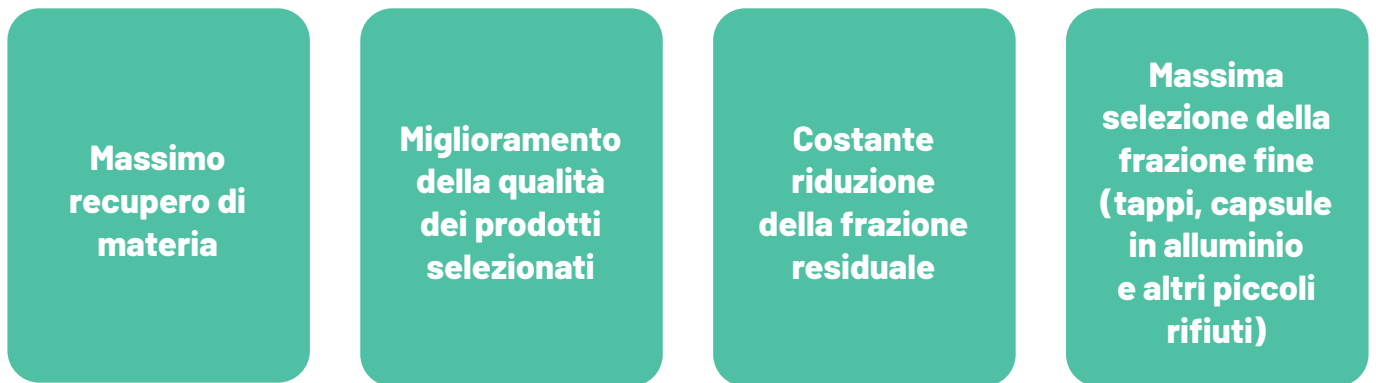 Massimo
recupero di
materia
Miglioramento
della qualità
dei prodotti
selezionati
Costante
riduzione
della frazione
residuale
Massima
selezione della
frazione fine
(tappi, capsule
in alluminio
e altri piccoli
rifiuti)